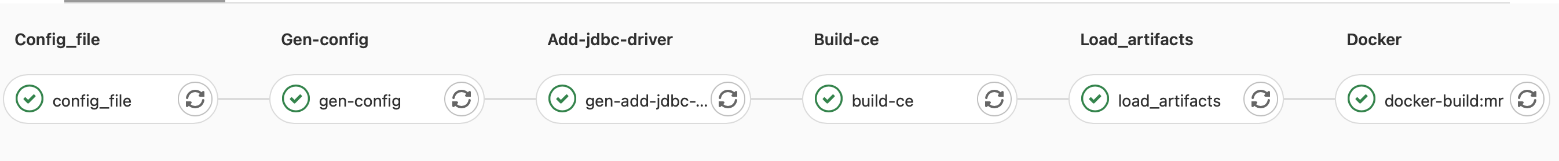 Config_file
Gen-config
Add-jdbc-driver
Build-ce
Load_artifacts
Docker
config_file
gen-config
gen-add-jdbc-...
build-ce
load_artifacts
docker-build:mr